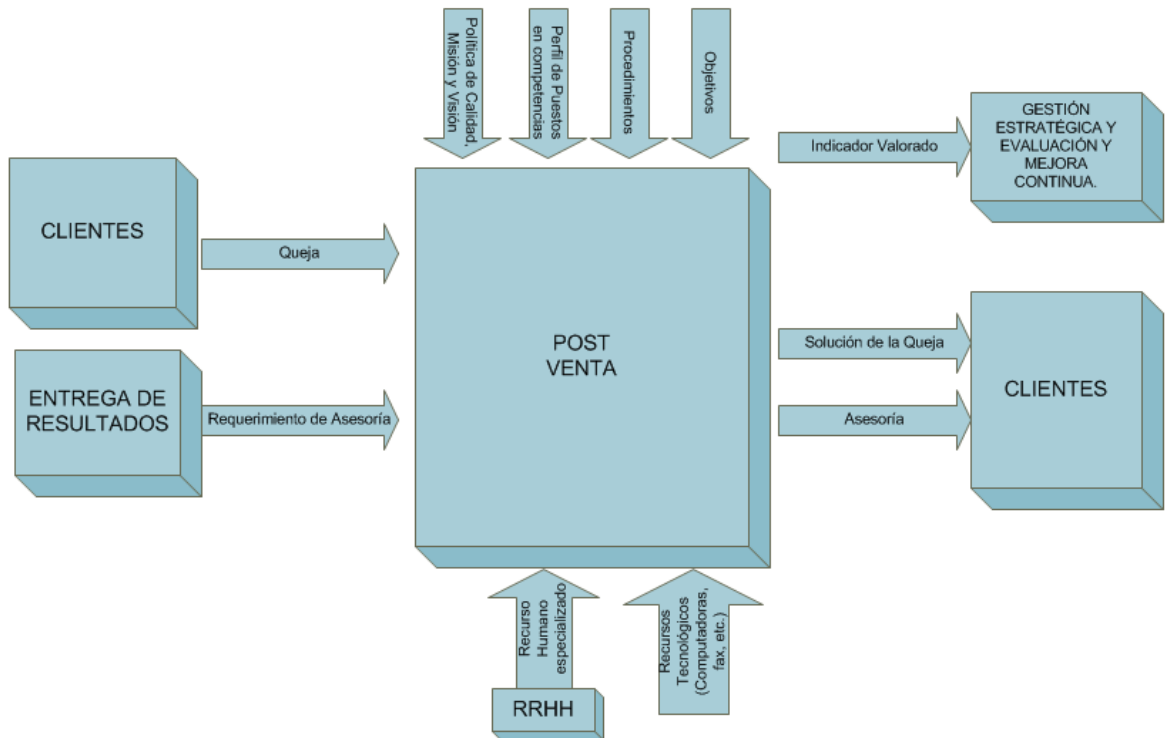 Política de Calidad,
Misión y Visión
Perfil de Puestos
en competencias
Procedimientos
Objetivos
Indicador Valorado
GESTIÓN
ESTRATÉGICA Y
EVALUACIÓN Y
MEJORA
CONTINUA.
CLIENTES
Queja
POST
VENTA
Solución de la Queja
CLIENTES
ENTREGA DE
RESULTADOS
Requerimiento de Asesoría
Asesoría
Recurso
Humano
especializado
Recursos
Tecnológicos
(Computadoras,
fax, etc.)
RRHH